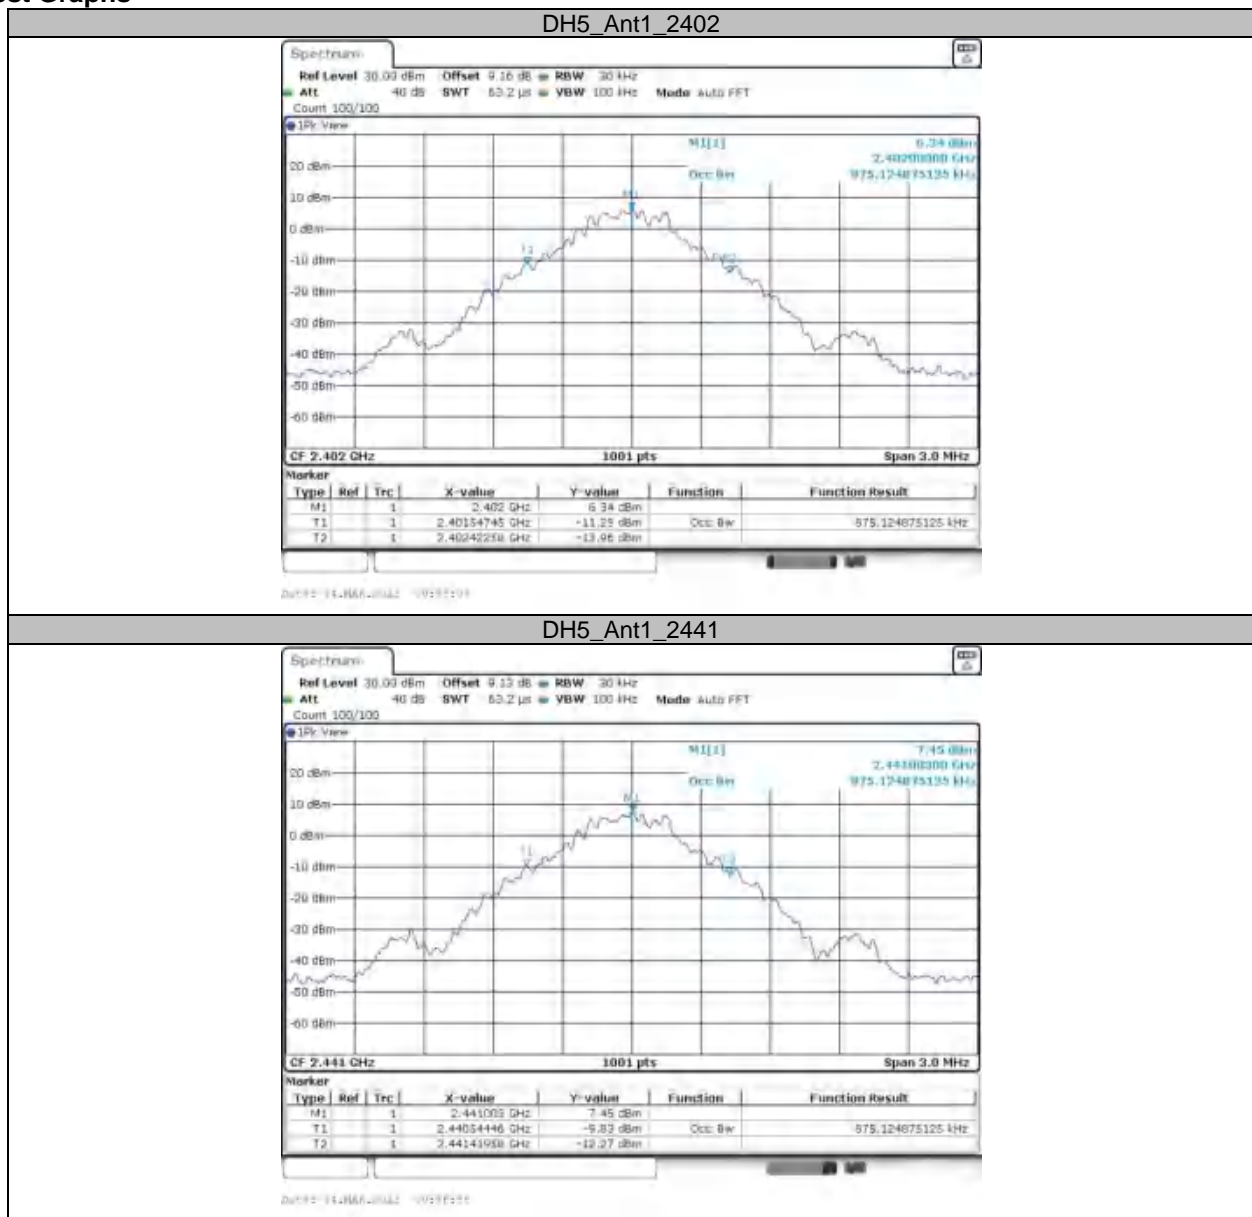 DH5_Ant1_2402
Spectrum
Ref Level 30.00 dBm Offset 9.16 dB RBW 30 kHz
Att 40 dB SWT 63.2 µs VBW 100 kHz Mode Auto FFT
Count 100/100
1Pk View
M1[1] 6.34 dBm
2.40200000 GHz
20 dBm
Occ Bw 875.124875125 kHz
10 dBm
M1
0 dBm
T1
-10 dBm
-20 dBm
-30 dBm
-40 dBm
-50 dBm
-60 dBm
CF 2.402 GHz 1001 pts Span 3.0 MHz
Marker
Type Ref Trc X-value Y-value Function Function Result
M1 1 2.402 GHz 6.34 dBm
T1 1 2.40154745 GHz dBm Occ Bw 875.124875125 kHz
T2 1 2.40242258 GHz -13.96 dBm
DH5_Ant1_2441
Spectrum
Ref Level 30.00 dBm Offset 9.13 dB RBW 30 kHz
Att 40 dB SWT 63.2 µs VBW 100 kHz Mode Auto FFT
Count 100/100
1Pk View
M1[1] 7.45 dBm
GHz
20 dBm
Occ Bw 875.124875125 kHz
10 dBm
M1
0 dBm
T1
-10 dBm
-20 dBm
-30 dBm
-40 dBm
-50 dBm
-60 dBm
CF 2.441 GHz 1001 pts Span 3.0 MHz
Marker
Type Ref Trc X-value Y-value Function Function Result
M1 1 GHz 7.45 dBm
T1 1 2.44054446 GHz -9.83 dBm Occ Bw 875.124875125 kHz
T2 1 2.44141958 GHz -12.27 dBm